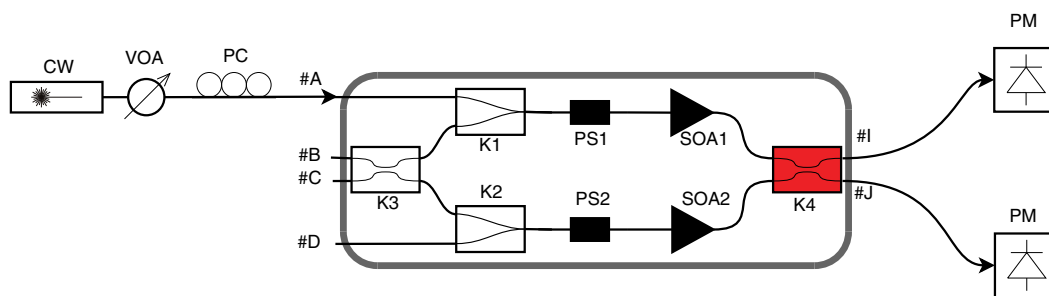 PM
CW
VOA
PC
#A
K1
PS1
SOA1
#I
#B
#C
K3
K2
PS2
SOA2
K4
#J
#D
PM